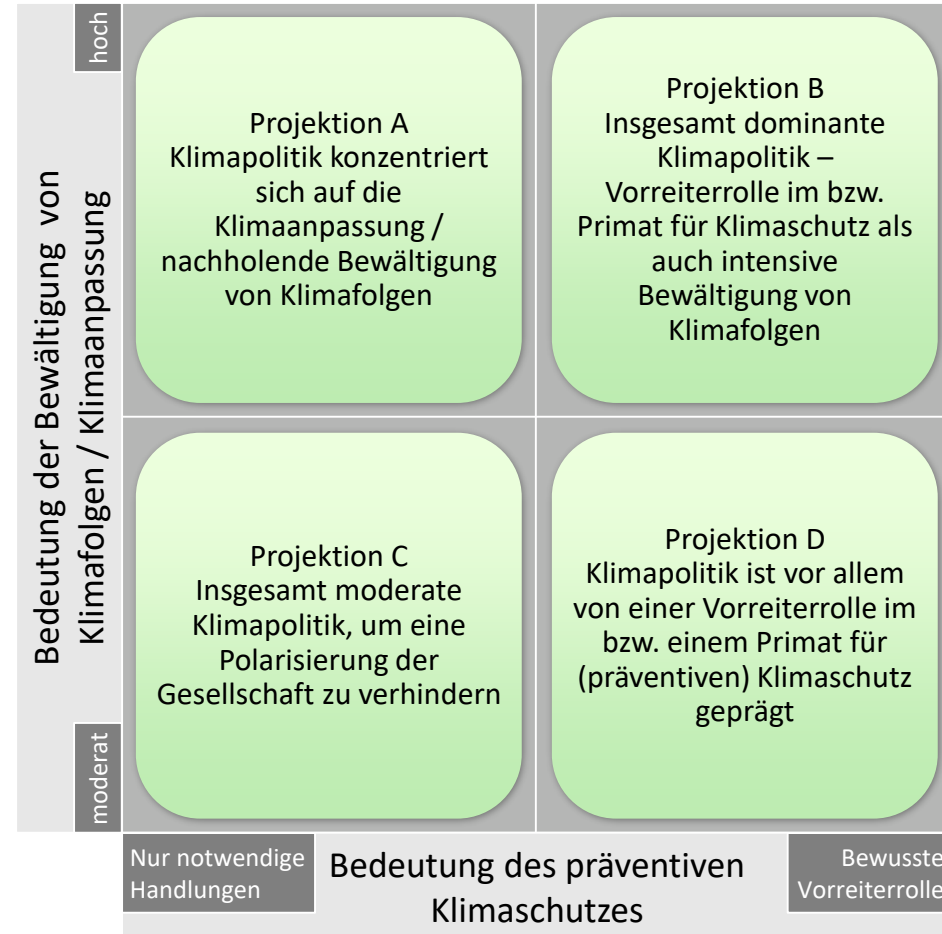 hoch
Bedeutung der Bewältigung von
Klimafolgen / Klimaanpassung
moderat
Projektion A
Klimapolitik konzentriert
sich auf die
Klimaanpassung /
nachholende Bewältigung
von Klimafolgen
Projektion B
Insgesamt dominante
Klimapolitik –
Vorreiterrolle im bzw.
Primat für Klimaschutz als
auch intensive
Bewältigung von
Klimafolgen
Projektion C
Insgesamt moderate
Klimapolitik, um eine
Polarisierung der
Gesellschaft zu verhindern
Projektion D
Klimapolitik ist vor allem
von einer Vorreiterrolle im
bzw. einem Primat für
(präventiven) Klimaschutz
geprägt
Nur notwendige
Handlungen
Bedeutung des präventiven
Klimaschutzes
Bewusste
Vorreiterrolle